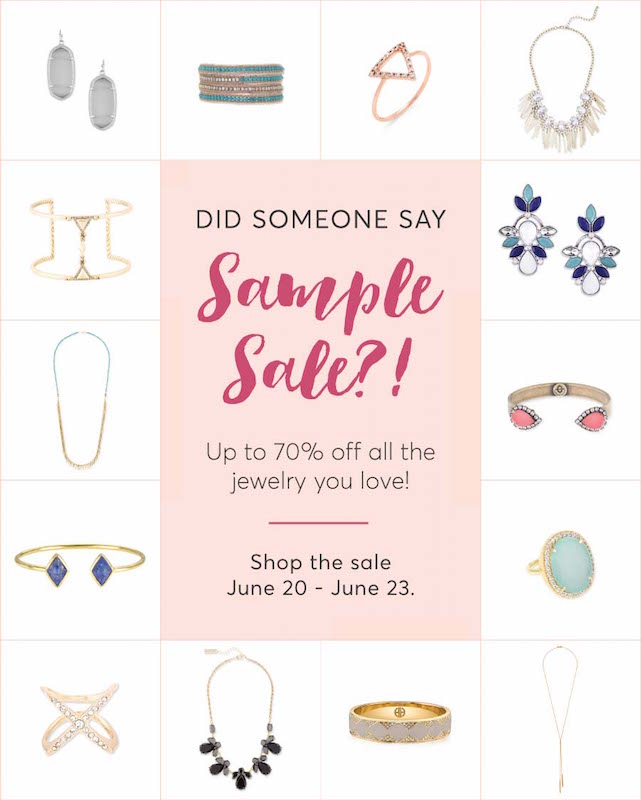 DID SOMEONE SAY
Sample
Sale?!
Up to 70% off all the
jewelry you love!
Shop the sale
June 20 - June 23.